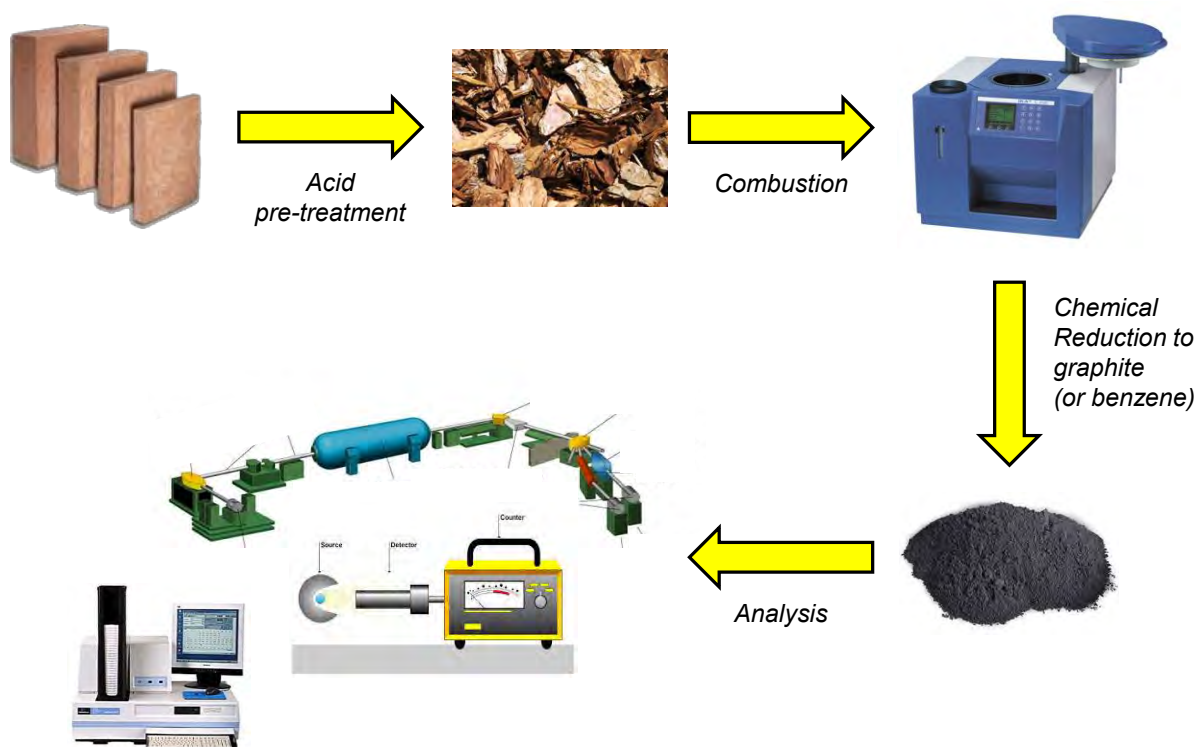 Acid
pre-treatment
Combustion
Chemical
Reduction to
graphite
(or benzene)
Counter
Source
Detector
Analysis